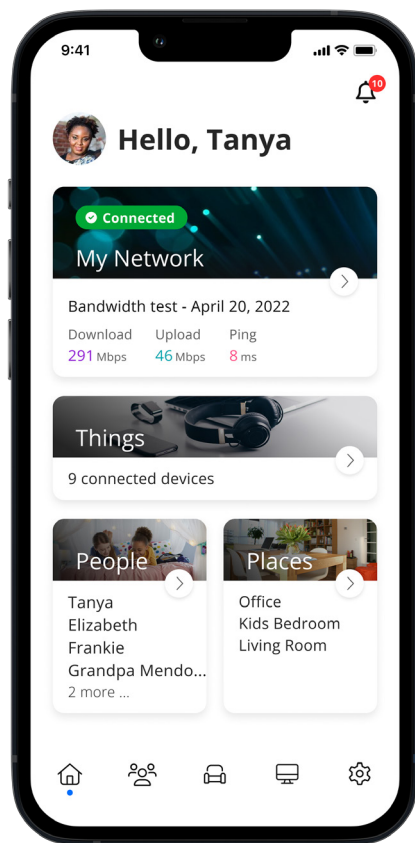 9:41
10
Hello, Tanya
Connected
My Network
Bandwidth test - April 20, 2022
Download Upload Ping
291 Mbps 46 Mbps 8 ms
Things
9 connected devices
People
Tanya
Elizabeth
Frankie
Grandpa Mendo...
2 more ...
Places
Office
Kids Bedroom
Living Room